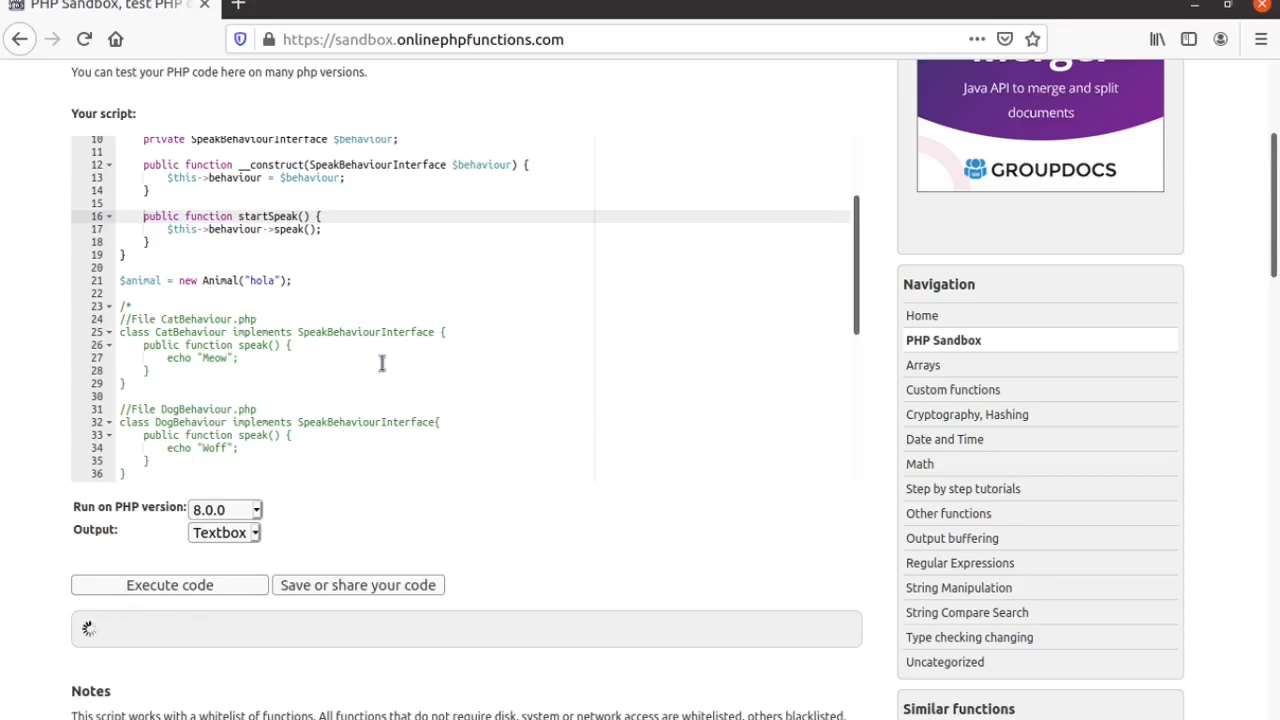 PHP Sandbox, test PHP
https://sandbox.onlinephpfunctions.com
You can test your PHP code here on many php versions.
Your script:
10 private SpeakBehaviourInterface $behaviour;
11
12 public function __construct(SpeakBehaviourInterface $behaviour) {
13 $this->behaviour = $behaviour;
14 }
15
16 public function startSpeak() {
17 $this->behaviour->speak();
18 }
19 }
20
21 $animal = new Animal("hola");
22
23 /*
24 //File CatBehaviour.php
25 class CatBehaviour implements SpeakBehaviourInterface {
26 public function speak() {
27 echo "Meow";
28 }
29 }
30
31 //File DogBehaviour.php
32 class DogBehaviour implements SpeakBehaviourInterface{
33 public function speak() {
34 echo "Woff";
35 }
36 }
Run on PHP version: 8.0.0
Output: Textbox
Execute code
Save or share your code
Notes
This script works with a whitelist of functions. All functions that do not require disk, system or network access are whitelisted, others blacklisted.
Merger
Java API to merge and split
documents
GROUPDOCS
Navigation
Home
PHP Sandbox
Arrays
Custom functions
Cryptography, Hashing
Date and Time
Math
Step by step tutorials
Other functions
Output buffering
Regular Expressions
String Manipulation
String Compare Search
Type checking changing
Uncategorized
Similar functions